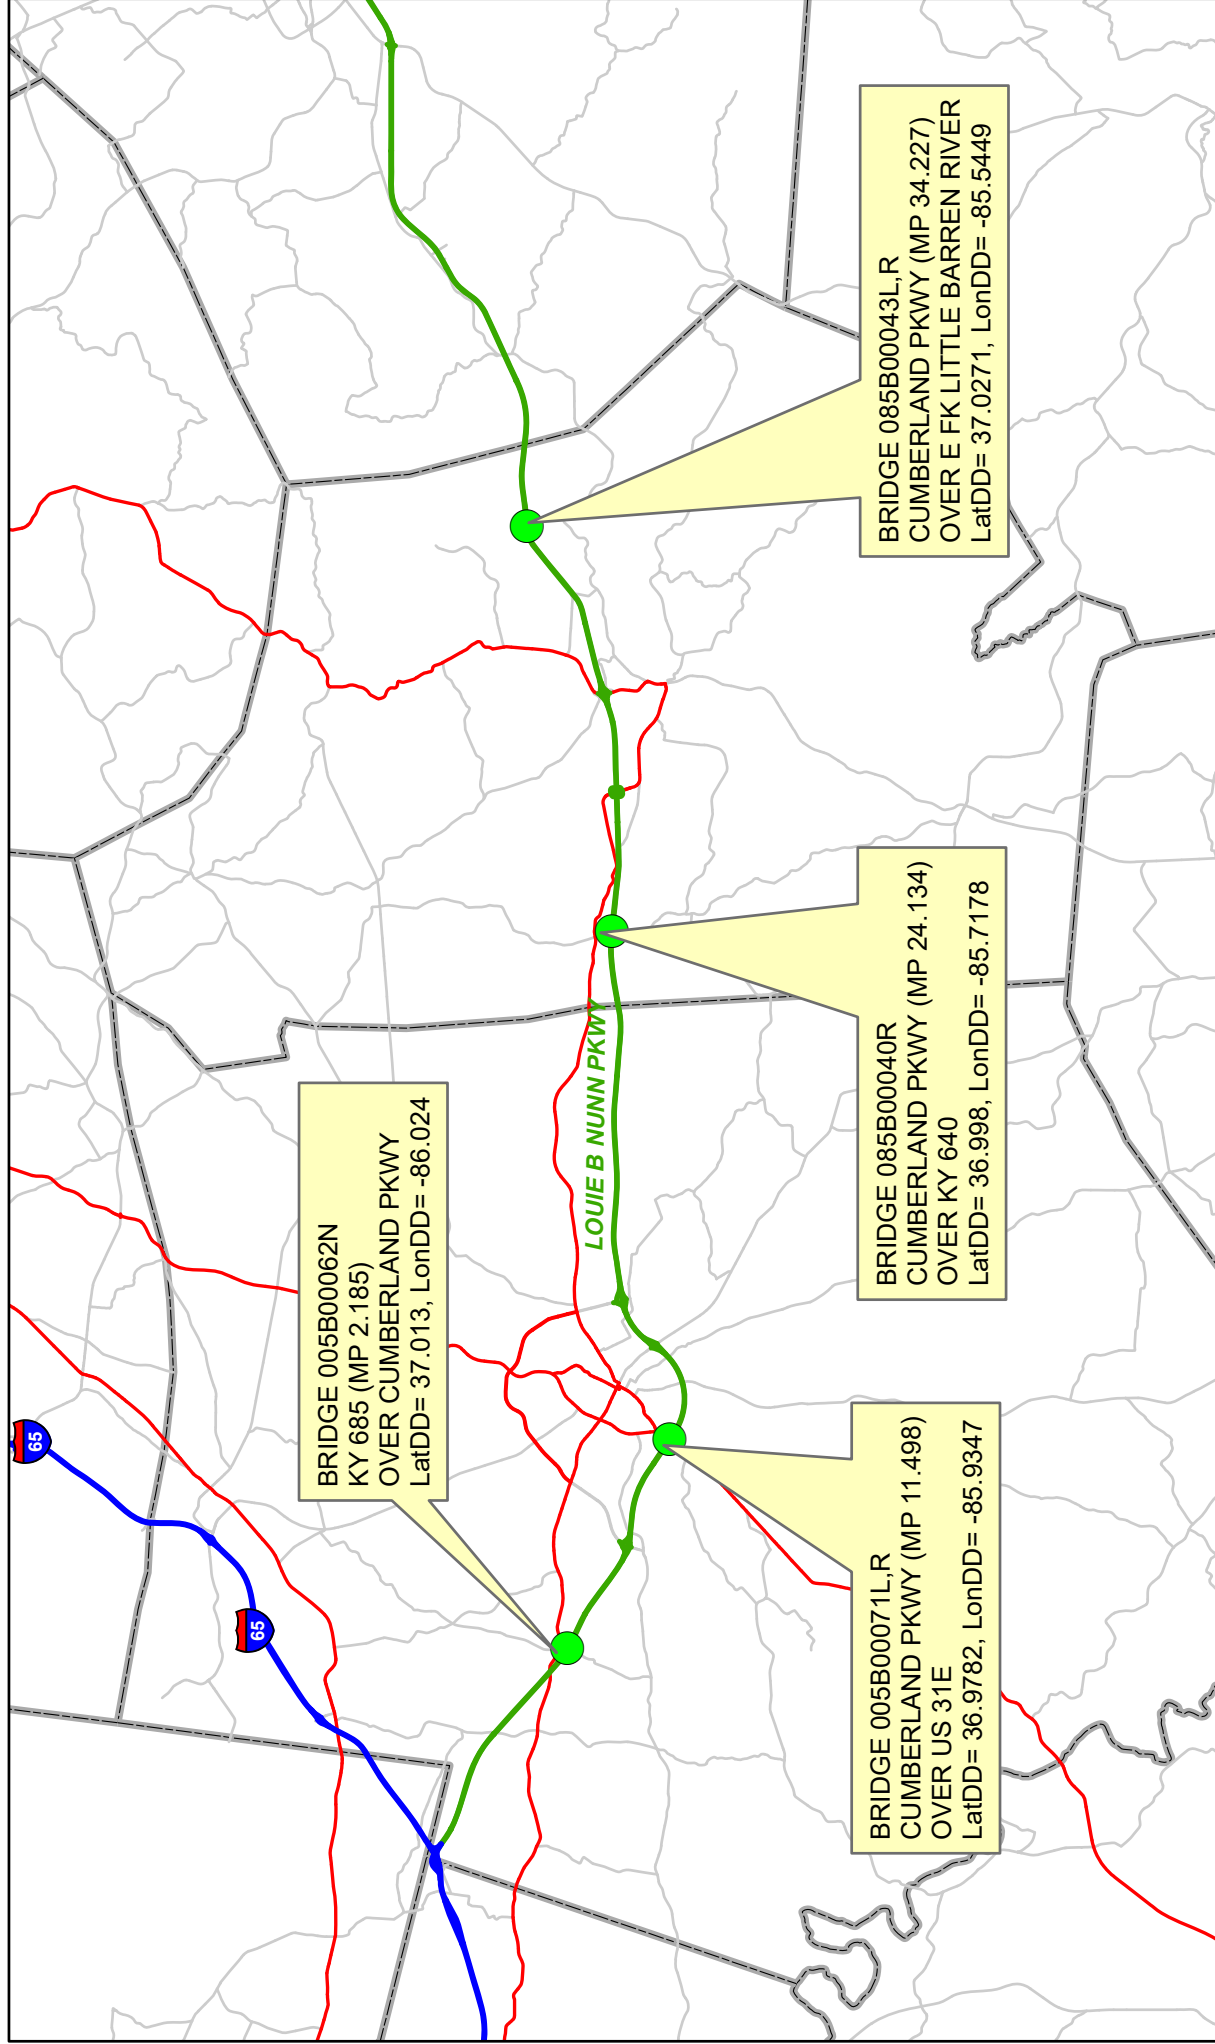 65
65
BRIDGE 005B00062N
KY 685 (MP 2.185)
OVER CUMBERLAND PKWY
LatDD= 37.013, LonDD= -86.024
LOUIE B NUNN PKWY
BRIDGE 005B00071L,R
CUMBERLAND PKWY (MP 11.498)
OVER US 31E
LatDD= 36.9782, LonDD= -85.9347
BRIDGE 085B00040R
CUMBERLAND PKWY (MP 24.134)
OVER KY 640
LatDD= 36.998, LonDD= -85.7178
BRIDGE 085B00043L,R
CUMBERLAND PKWY (MP 34.227)
OVER E FK LITTLE BARREN RIVER
LatDD= 37.0271, LonDD= -85.5449